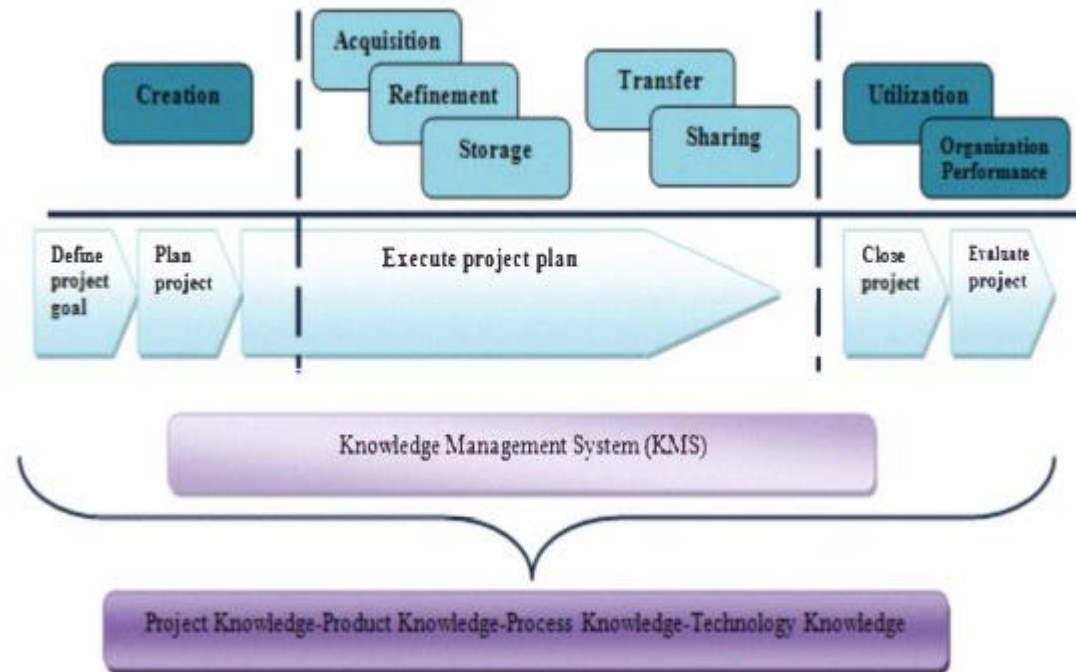 Creation
Acquisition
Refinement
Storage
Transfer
Sharing
Utilization
Organization
Performance
Define
project
goal
Plan
project
Execute project plan
Close
project
Evaluate
project
Knowledge Management System (KMS)
Project Knowledge-Product Knowledge-Process Knowledge-Technology Knowledge